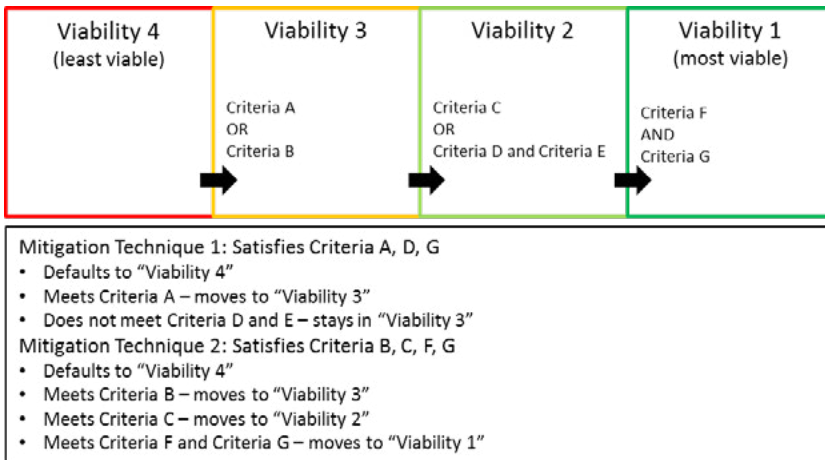 Viability 4
(least viable)
Viability 3
Criteria A
OR
Criteria B
Viability 2
Criteria C
OR
Criteria D and Criteria E
Viability 1
(most viable)
Criteria F
AND
Criteria G
Mitigation Technique 1: Satisfies Criteria A, D, G
• Defaults to “Viability 4”
• Meets Criteria A – moves to “Viability 3”
• Does not meet Criteria D and E – stays in “Viability 3”
Mitigation Technique 2: Satisfies Criteria B, C, F, G
• Defaults to “Viability 4”
• Meets Criteria B – moves to “Viability 3”
• Meets Criteria C – moves to “Viability 2”
• Meets Criteria F and Criteria G – moves to “Viability 1”